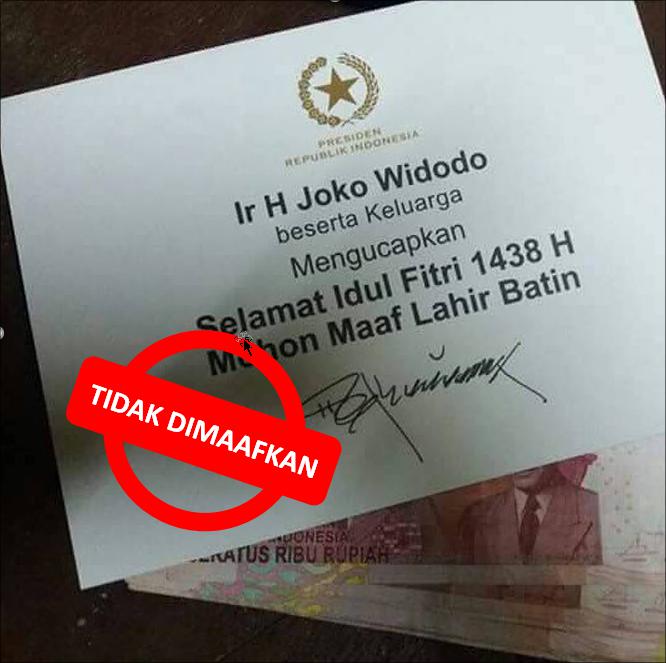 PRESIDEN
REPUBLIK INDONESIA
Ir H Joko Widodo
beserta Keluarga
Mengucapkan
Selamat Idul Fitri 1438 H
Mohon Maaf Lahir Batin
TIDAK DIMAAFKAN
INDONESIA
SERATUS RIBU RUPIAH